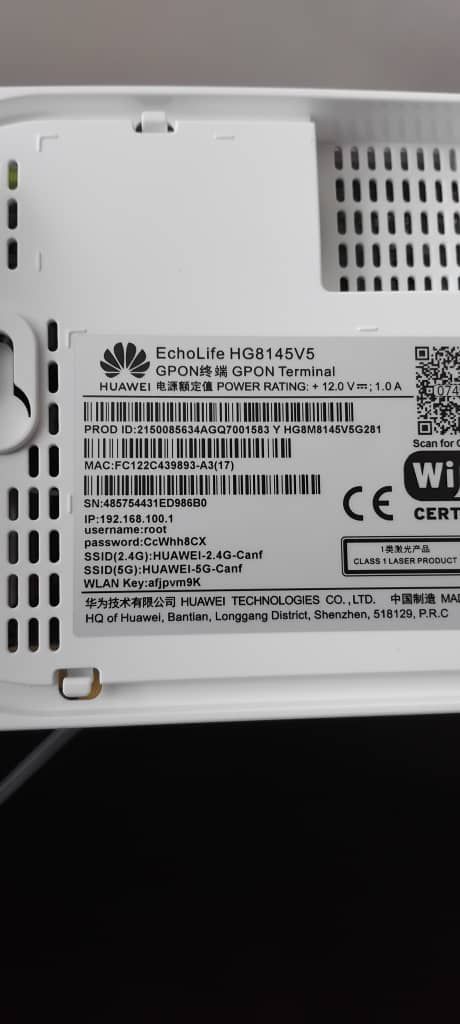 EchoLife HG8145V5
GPON终端 GPON Terminal
HUAWEI 电源额定值 POWER RATING: + 12.0 V⎓; 1.0 A
PROD ID:2150085634AGQ7001583 Y HG8M8145V5G281
MAC:FC122C439893-A3(17)
SN:485754431ED986B0
IP:192.168.100.1
username:root
password:CcWhh8CX
SSID(2.4G):HUAWEI-2.4G-Canf
SSID(5G):HUAWEI-5G-Canf
WLAN Key:afjpvm9K
074
Scan for
Wi
CERT
CE
1类激光产品
CLASS 1 LASER PRODUCT
华为技术有限公司 HUAWEI TECHNOLOGIES CO.,LTD. 中国制造 MA
HQ of Huawei, Bantian, Longgang District, Shenzhen, 518129, P.R.C